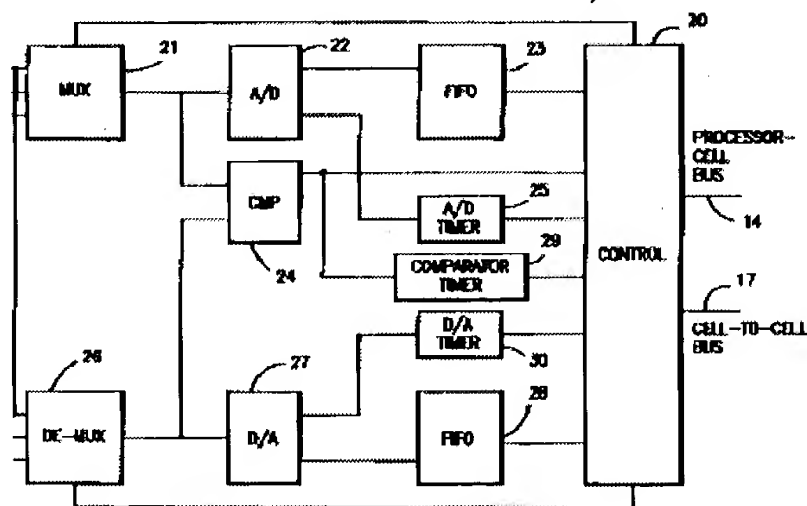 20
21
22
23
MUX
A/D
FIFO
PROCESSOR-
CELL
BUS
CMP
25
A/D
TIMER
14
24
29
COMPARATOR
TIMER
CONTROL
17
D/A
TIMER
CELL-TO-CELL
BUS
26
27
30
28
DE-MUX
D/A
FIFO